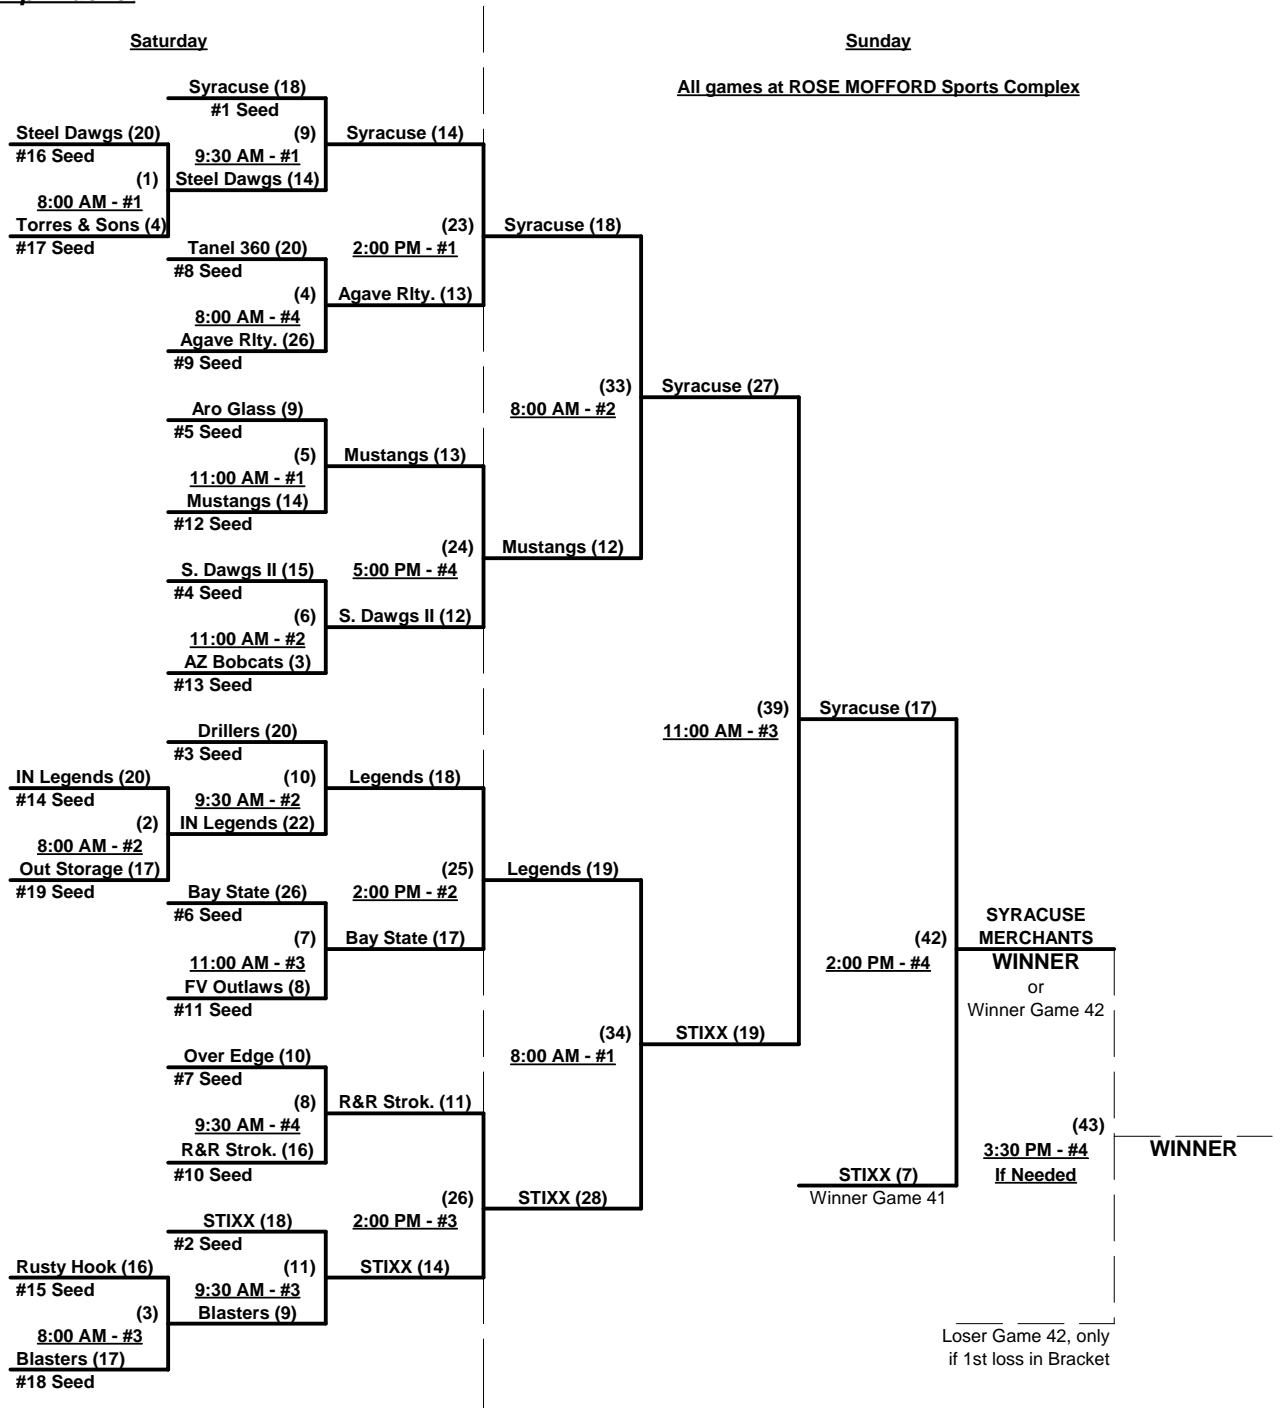 Saturday
Sunday
All games at ROSE MOFFORD Sports Complex
Syracuse (18)
#1 Seed
Steel Dawgs (20)
#16 Seed
(9)
9:30 AM - #1
Syracuse (14)
(1)
8:00 AM - #1
Steel Dawgs (14)
Torres & Sons (4)
#17 Seed
(23)
2:00 PM - #1
Syracuse (18)
Tanel 360 (20)
#8 Seed
(4)
8:00 AM - #4
Agave Rlty. (13)
Agave Rlty. (26)
#9 Seed
(33)
8:00 AM - #2
Syracuse (27)
Aro Glass (9)
#5 Seed
(5)
11:00 AM - #1
Mustangs (13)
Mustangs (14)
#12 Seed
(24)
5:00 PM - #4
Mustangs (12)
S. Dawgs II (15)
#4 Seed
(6)
11:00 AM - #2
S. Dawgs II (12)
AZ Bobcats (3)
#13 Seed
(39)
11:00 AM - #3
Syracuse (17)
Drillers (20)
#3 Seed
IN Legends (20)
#14 Seed
(10)
9:30 AM - #2
Legends (18)
(2)
8:00 AM - #2
IN Legends (22)
Out Storage (17)
#19 Seed
(25)
2:00 PM - #2
Legends (19)
Bay State (26)
#6 Seed
(7)
11:00 AM - #3
Bay State (17)
FV Outlaws (8)
#11 Seed
(42)
2:00 PM - #4
SYRACUSE
MERCHANTS
WINNER
or
Winner Game 42
(34)
8:00 AM - #1
STIXX (19)
Over Edge (10)
#7 Seed
(8)
9:30 AM - #4
R&R Strok. (11)
R&R Strok. (16)
#10 Seed
(43)
3:30 PM - #4
If Needed
WINNER
STIXX (7)
Winner Game 41
(26)
2:00 PM - #3
STIXX (28)
STIXX (18)
#2 Seed
Rusty Hook (16)
#15 Seed
(11)
9:30 AM - #3
STIXX (14)
(3)
8:00 AM - #3
Blasters (9)
Blasters (17)
#18 Seed
Loser Game 42, only
if 1st loss in Bracket